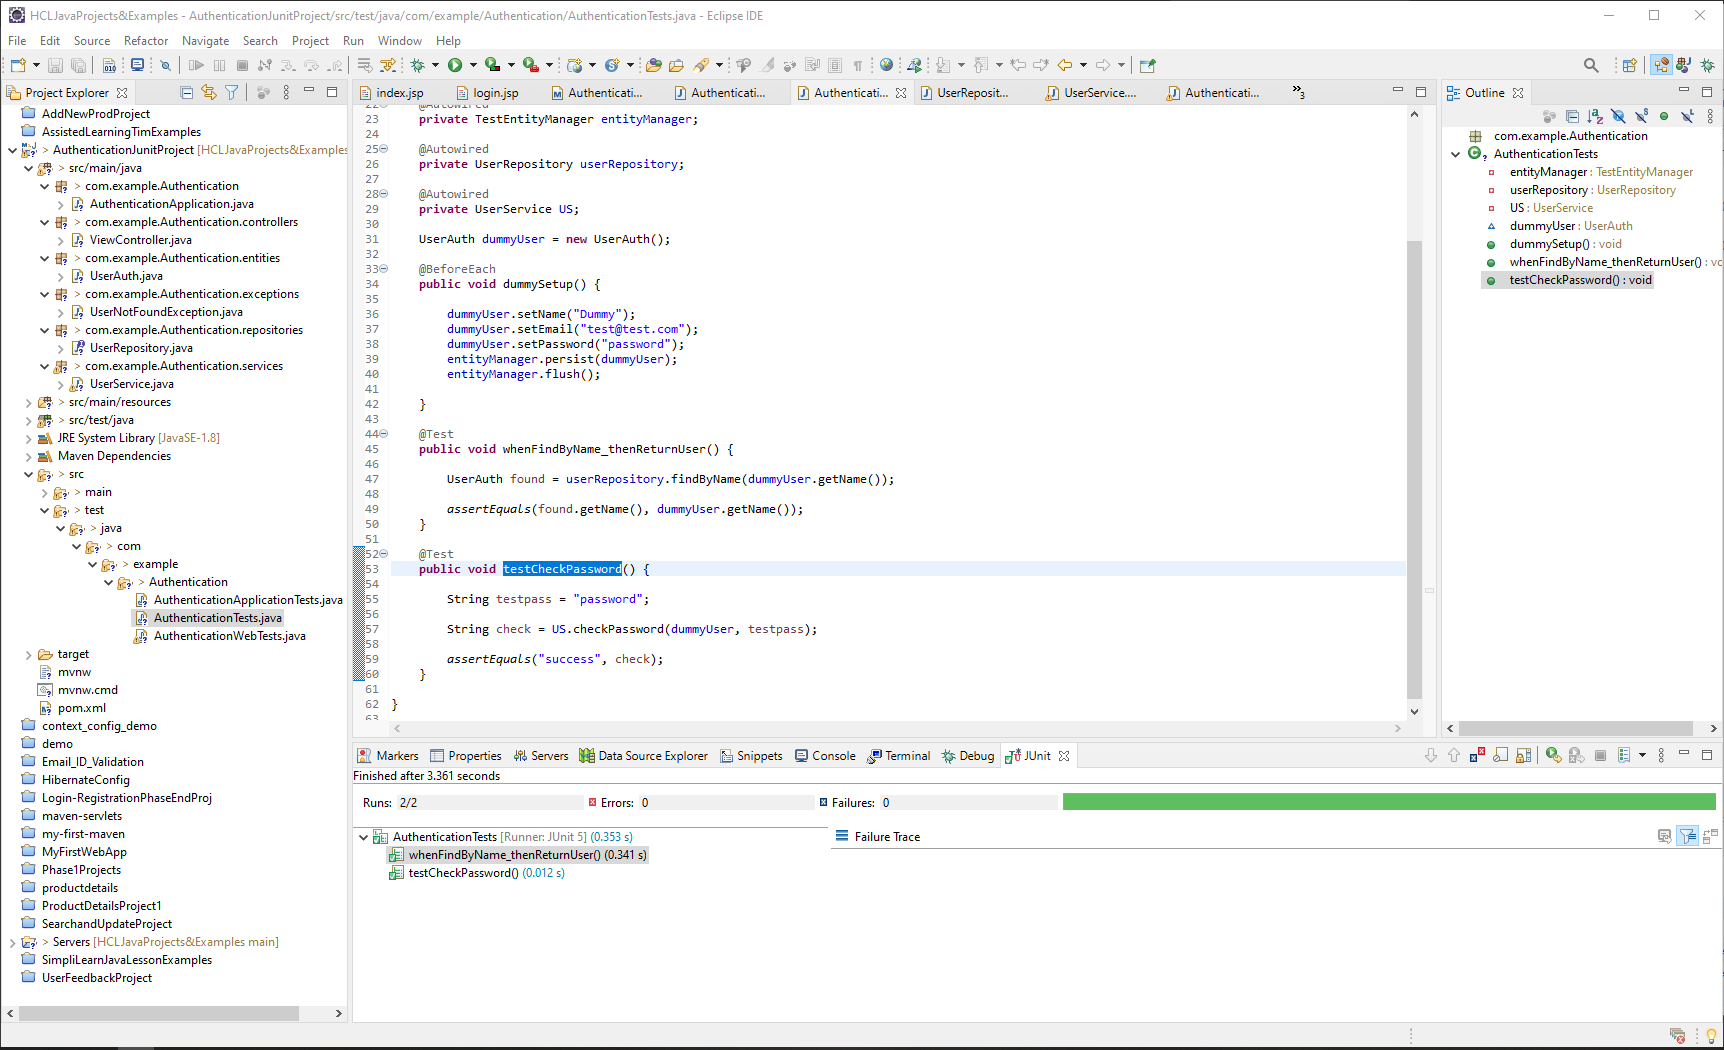 HCLJavaProjects&Examples - AuthenticationJunitProject/src/test/java/com/example/Authentication/AuthenticationTests.java - Eclipse IDE
File Edit Source Refactor Navigate Search Project Run Window Help
Project Explorer
AddNewProdProject
AssistedLearningTimExamples
> AuthenticationJunitProject [HCLJavaProjects&Examples
> src/main/java
> com.example.Authentication
AuthenticationApplication.java
> com.example.Authentication.controllers
ViewController.java
> com.example.Authentication.entities
UserAuth.java
> com.example.Authentication.exceptions
UserNotFoundException.java
> com.example.Authentication.repositories
UserRepository.java
> com.example.Authentication.services
UserService.java
> src/main/resources
> src/test/java
JRE System Library [JavaSE-1.8]
Maven Dependencies
> src
> main
> test
> java
> com
> example
> Authentication
AuthenticationApplicationTests.java
AuthenticationTests.java
AuthenticationWebTests.java
target
mvnw
mvnw.cmd
pom.xml
context_config_demo
demo
Email_ID_Validation
HibernateConfig
Login-RegistrationPhaseEndProj
maven-servlets
my-first-maven
MyFirstWebApp
Phase1Projects
productdetails
ProductDetailsProject1
SearchandUpdateProject
> Servers [HCLJavaProjects&Examples main]
SimpliLearnJavaLessonExamples
UserFeedbackProject
index.jsp login.jsp Authenticati... Authenticati... Authenticati... UserReposit... UserService.... Authenticati... »3
22 @Autowired
23 private TestEntityManager entityManager;
24
25 @Autowired
26 private UserRepository userRepository;
27
28 @Autowired
29 private UserService US;
30
31 UserAuth dummyUser = new UserAuth();
32
33 @BeforeEach
34 public void dummySetup() {
35
36 dummyUser.setName("Dummy");
37 dummyUser.setEmail("test@test.com");
38 dummyUser.setPassword("password");
39 entityManager.persist(dummyUser);
40 entityManager.flush();
41
42 }
43
44 @Test
45 public void whenFindByName_thenReturnUser() {
46
47 UserAuth found = userRepository.findByName(dummyUser.getName());
48
49 assertEquals(found.getName(), dummyUser.getName());
50 }
51
52 @Test
53 public void testCheckPassword() {
54
55 String testpass = "password";
56
57 String check = US.checkPassword(dummyUser, testpass);
58
59 assertEquals("success", check);
60 }
61
62 }
63
Outline
com.example.Authentication
AuthenticationTests
entityManager : TestEntityManager
userRepository : UserRepository
US : UserService
dummyUser : UserAuth
dummySetup() : void
whenFindByName_thenReturnUser() : vo
testCheckPassword() : void
Markers Properties Servers Data Source Explorer Snippets Console Terminal Debug JUnit
Finished after 3.361 seconds
Runs: 2/2 Errors: 0 Failures: 0
AuthenticationTests [Runner: JUnit 5] (0.353 s)
whenFindByName_thenReturnUser() (0.341 s)
testCheckPassword() (0.012 s)
Failure Trace